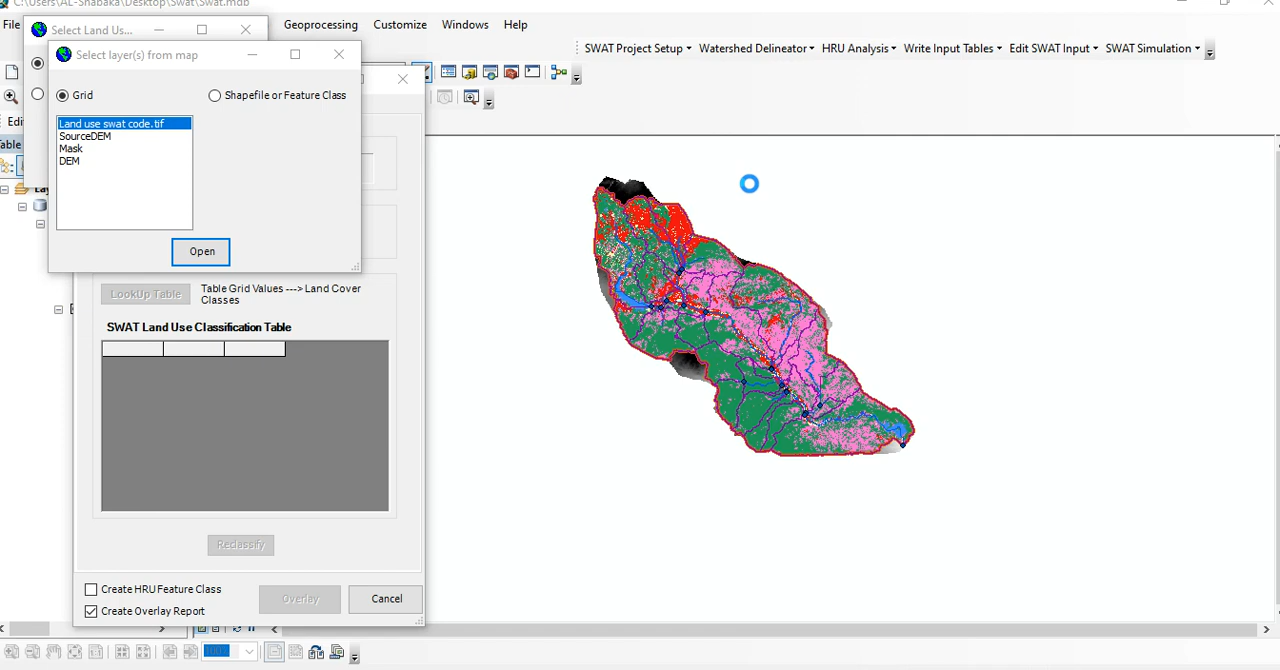 C:\Users\AL-Shabaka\Desktop\Swat\Swat.mdb
File
Geoprocessing
Customize
Windows
Help
Select Land Us...
Select layer(s) from map
SWAT Project Setup
Watershed Delineator
HRU Analysis
Write Input Tables
Edit SWAT Input
SWAT Simulation
Grid
Shapefile or Feature Class
Land use swat code.tif
SourceDEM
Mask
DEM
Open
LookUp Table
Table Grid Values ---> Land Cover
Classes
SWAT Land Use Classification Table
Reclassify
Create HRU Feature Class
Create Overlay Report
Overlay
Cancel